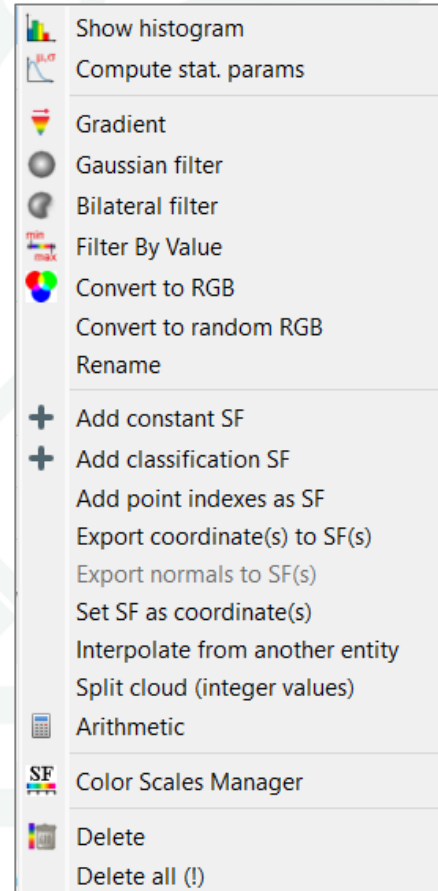 Show histogram
μ,σ
Compute stat. params
Gradient
Gaussian filter
Bilateral filter
min
max
Filter By Value
Convert to RGB
Convert to random RGB
Rename
Add constant SF
Add classification SF
Add point indexes as SF
Export coordinate(s) to SF(s)
Export normals to SF(s)
Set SF as coordinate(s)
Interpolate from another entity
Split cloud (integer values)
Arithmetic
SF
Color Scales Manager
Delete
Delete all (!)